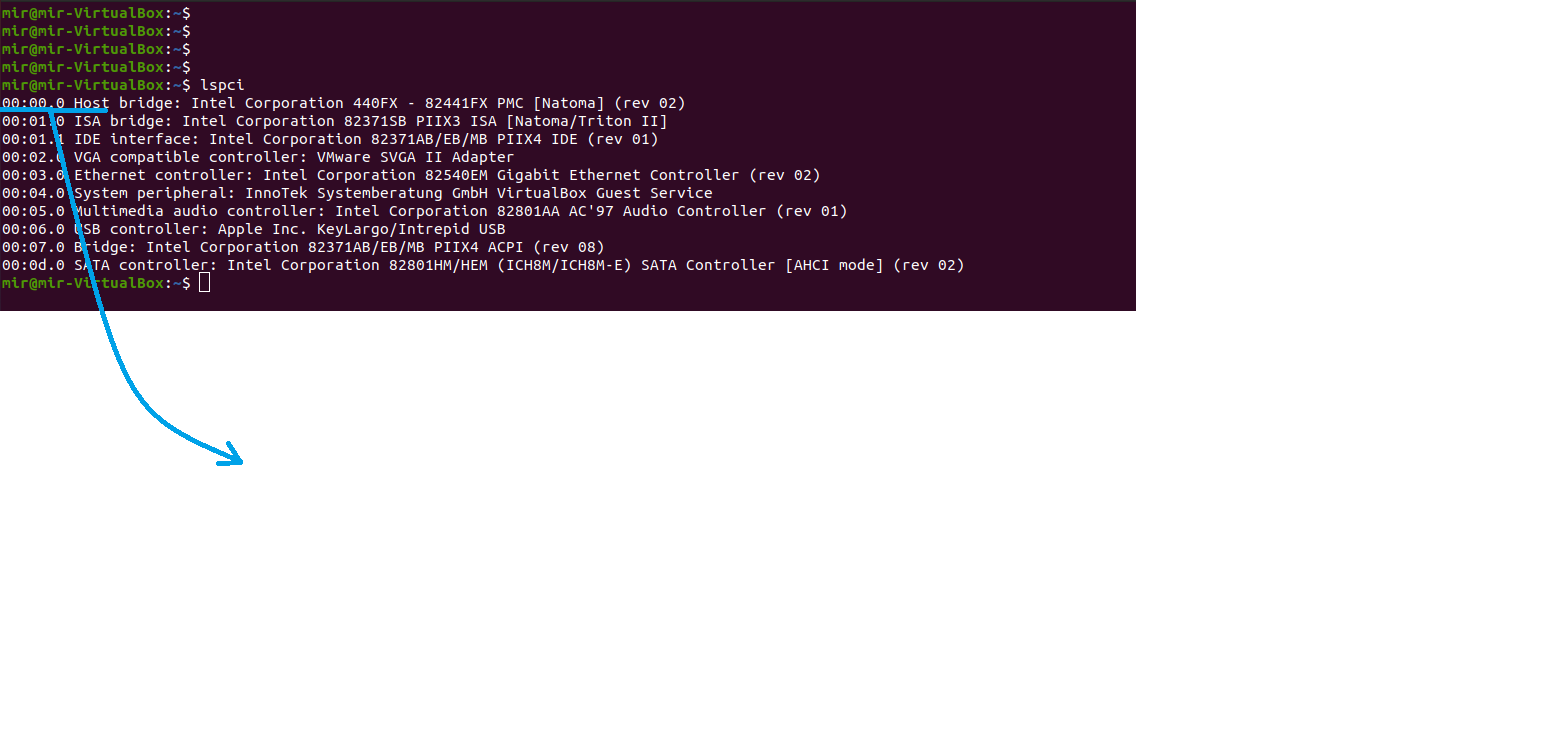 mir@mir-VirtualBox:~$
mir@mir-VirtualBox:~$
mir@mir-VirtualBox:~$
mir@mir-VirtualBox:~$
mir@mir-VirtualBox:~$ lspci
00:00.0 Host bridge: Intel Corporation 440FX - 82441FX PMC [Natoma] (rev 02)
00:01.0 ISA bridge: Intel Corporation 82371SB PIIX3 ISA [Natoma/Triton II]
00:01.1 IDE interface: Intel Corporation 82371AB/EB/MB PIIX4 IDE (rev 01)
00:02.0 VGA compatible controller: VMware SVGA II Adapter
00:03.0 Ethernet controller: Intel Corporation 82540EM Gigabit Ethernet Controller (rev 02)
00:04.0 System peripheral: InnoTek Systemberatung GmbH VirtualBox Guest Service
00:05.0 Multimedia audio controller: Intel Corporation 82801AA AC'97 Audio Controller (rev 01)
00:06.0 USB controller: Apple Inc. KeyLargo/Intrepid USB
00:07.0 Bridge: Intel Corporation 82371AB/EB/MB PIIX4 ACPI (rev 08)
00:0d.0 SATA controller: Intel Corporation 82801HM/HEM (ICH8M/ICH8M-E) SATA Controller [AHCI mode] (rev 02)
mir@mir-VirtualBox:~$